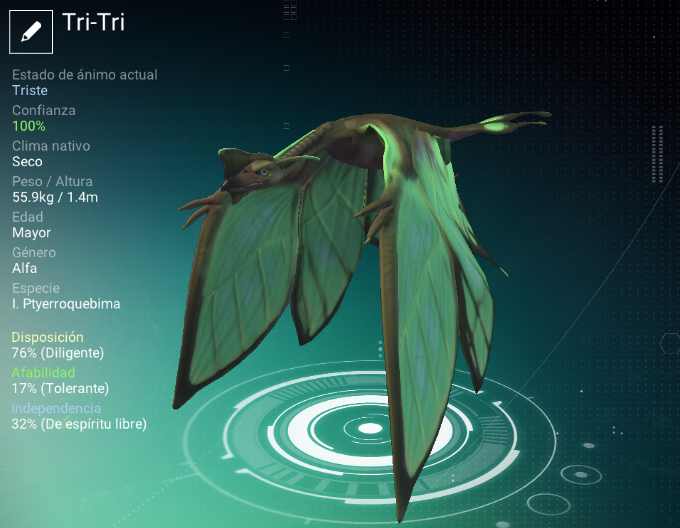 Tri-Tri
Estado de ánimo actual
Triste
Confianza
100%
Clima nativo
Seco
Peso / Altura
55.9kg / 1.4m
Edad
Mayor
Género
Alfa
Especie
I. Ptyerroquebima
Disposición
76% (Diligente)
Afabilidad
17% (Tolerante)
Independencia
32% (De espíritu libre)